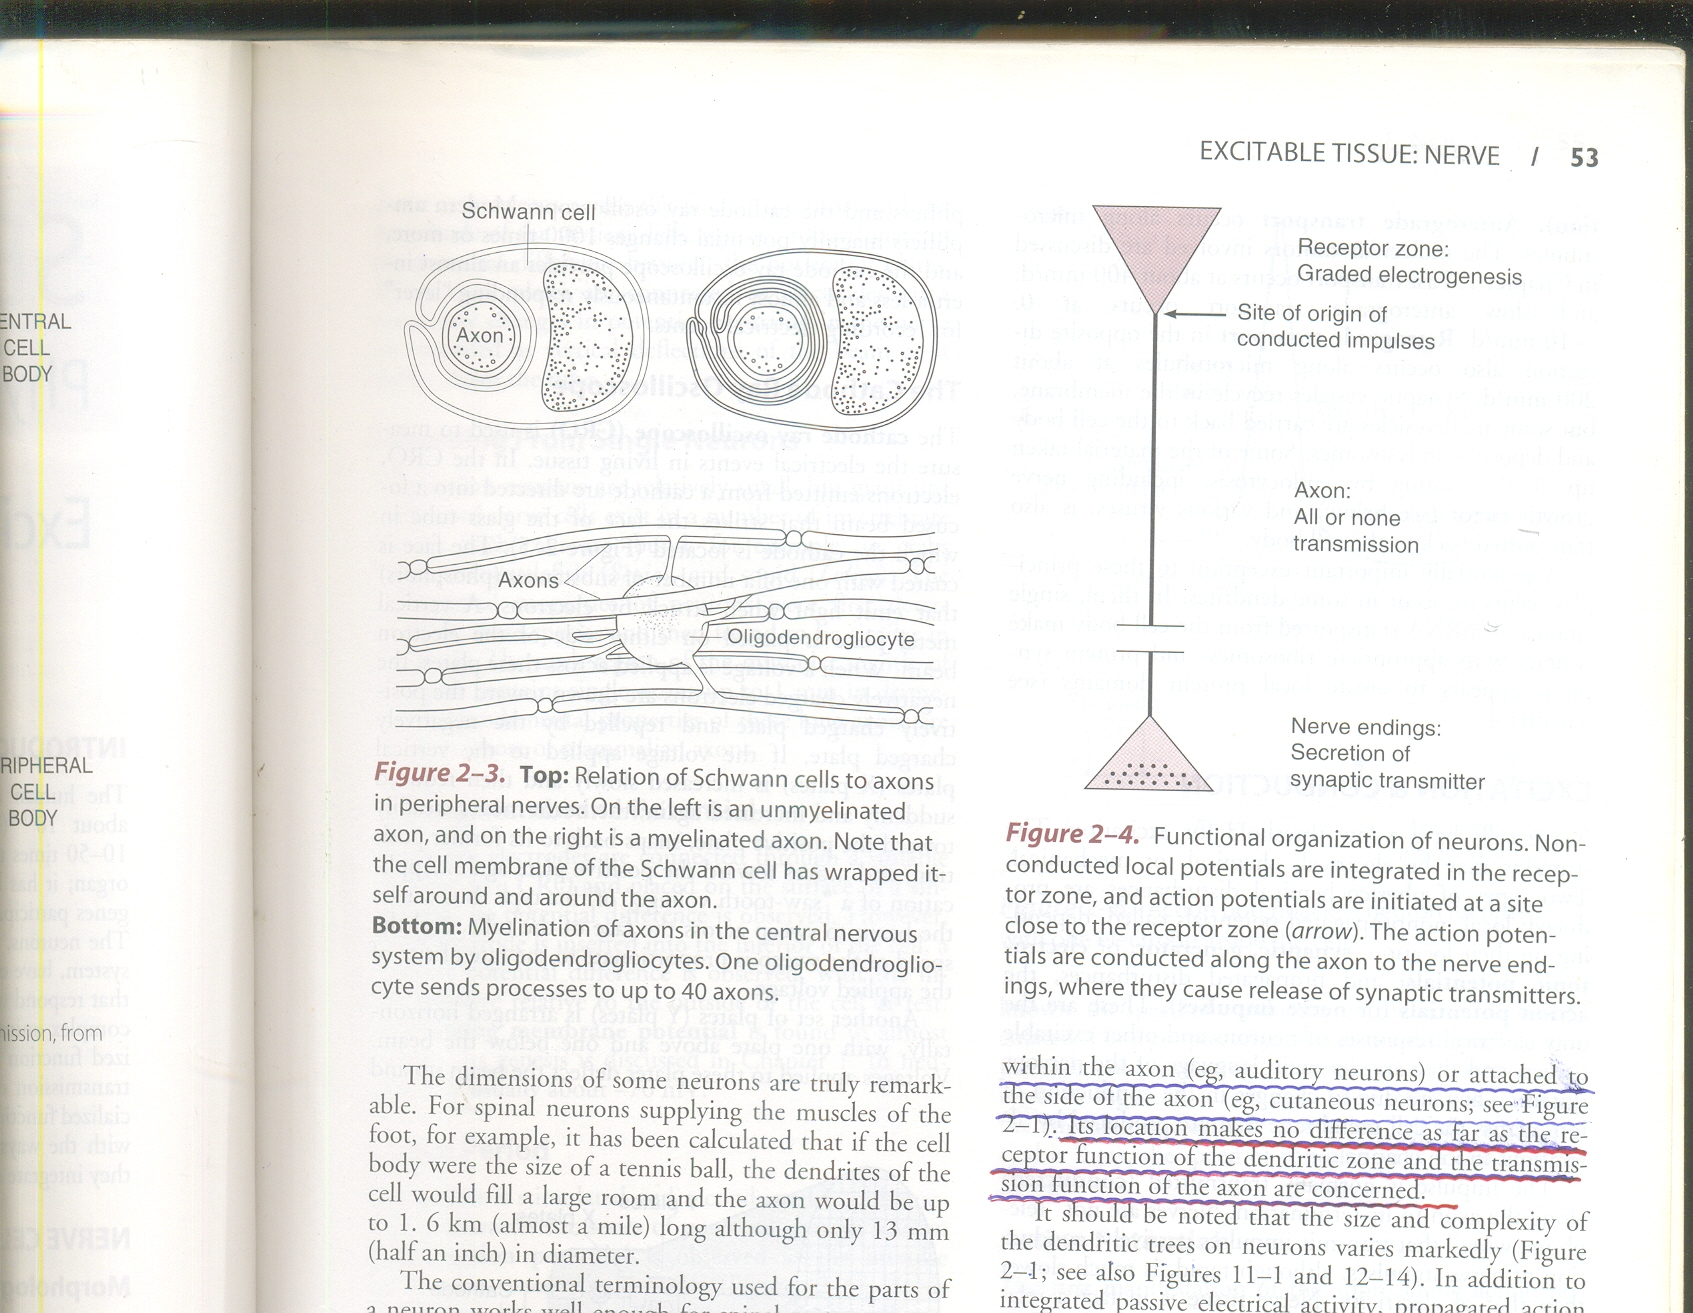 EXCITABLE TISSUE: NERVE / 53
ENTRAL
CELL
BODY
RIPHERAL
CELL
BODY
nission, from
Schwann cell
Axon
Axons
Oligodendrogliocyte
Figure 2–3. Top: Relation of Schwann cells to axons
in peripheral nerves. On the left is an unmyelinated
axon, and on the right is a myelinated axon. Note that
the cell membrane of the Schwann cell has wrapped it-
self around and around the axon.
Bottom: Myelination of axons in the central nervous
system by oligodendrogliocytes. One oligodendroglio-
cyte sends processes to up to 40 axons.
The dimensions of some neurons are truly remark-
able. For spinal neurons supplying the muscles of the
foot, for example, it has been calculated that if the cell
body were the size of a tennis ball, the dendrites of the
cell would fill a large room and the axon would be up
to 1. 6 km (almost a mile) long although only 13 mm
(half an inch) in diameter.
The conventional terminology used for the parts of
a neuron works well enough for spinal
Receptor zone:
Graded electrogenesis
Site of origin of
conducted impulses
Axon:
All or none
transmission
Nerve endings:
Secretion of
synaptic transmitter
Figure 2–4. Functional organization of neurons. Non-
conducted local potentials are integrated in the recep-
tor zone, and action potentials are initiated at a site
close to the receptor zone (arrow). The action poten-
tials are conducted along the axon to the nerve end-
ings, where they cause release of synaptic transmitters.
within the axon (eg, auditory neurons) or attached to
the side of the axon (eg, cutaneous neurons; see Figure
2–1). Its location makes no difference as far as the re-
ceptor function of the dendritic zone and the transmis-
sion function of the axon are concerned.
It should be noted that the size and complexity of
the dendritic trees on neurons varies markedly (Figure
2–1; see also Figures 11–1 and 12–14). In addition to
integrated passive electrical activity, propagated action